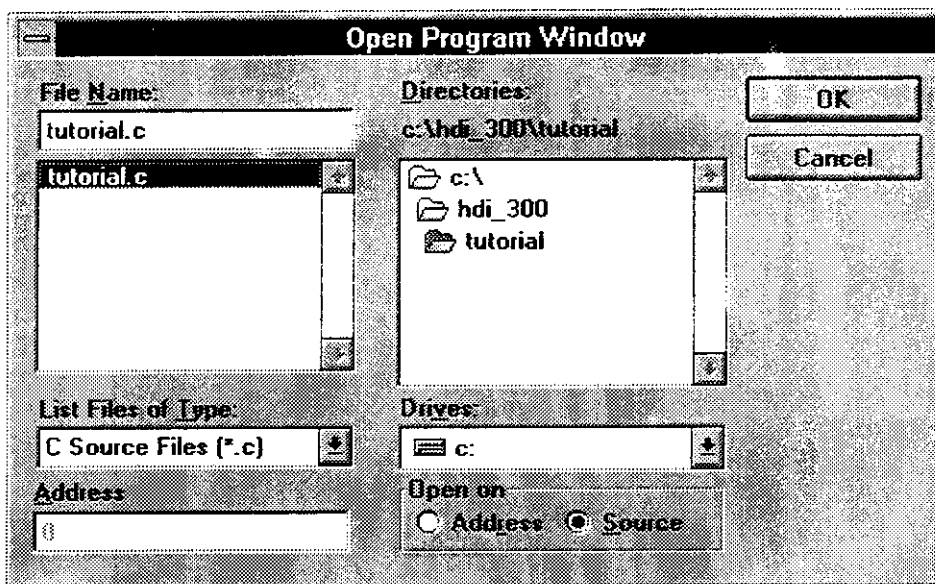 Open Program Window
File Name:
tutorial.c
tutorial.c
List Files of Type:
C Source Files (*.c)
Address
0
Directories:
c:\hdi_300\tutorial
c:\
hdi_300
tutorial
Drives:
c:
Open on
Address
Source
OK
Cancel